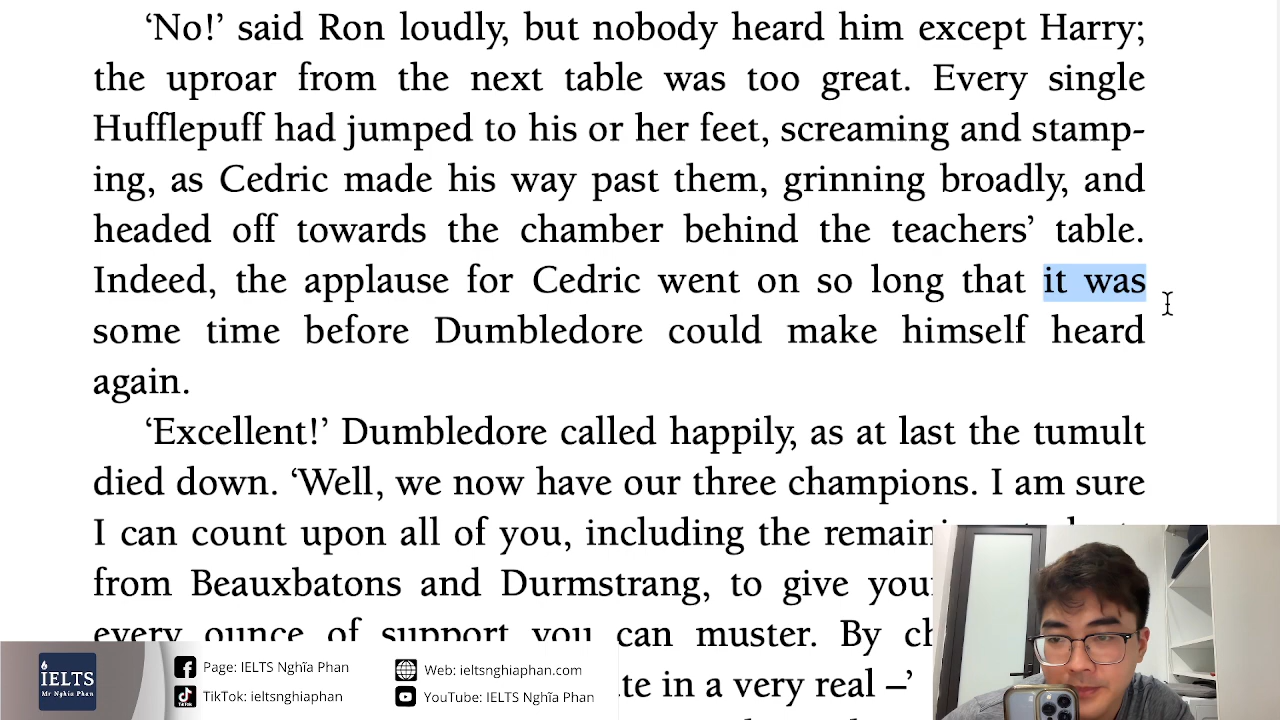 ‘No!’ said Ron loudly, but nobody heard him except Harry;
the uproar from the next table was too great. Every single
Hufflepuff had jumped to his or her feet, screaming and stamp-
ing, as Cedric made his way past them, grinning broadly, and
headed off towards the chamber behind the teachers’ table.
Indeed, the applause for Cedric went on so long that it was
some time before Dumbledore could make himself heard
again.
‘Excellent!’ Dumbledore called happily, as at last the tumult
died down. ‘Well, we now have our three champions. I am sure
I can count upon all of you, including the
from Beauxbatons and Durmstrang, to give
every ounce of support you can muster. By
in a very real –’
IELTS
Mr Nghĩa Phan
Page: IELTS Nghĩa Phan
TikTok: ieltsnghiaphan
Web: ieltsnghiaphan.com
YouTube: IELTS Nghĩa Phan